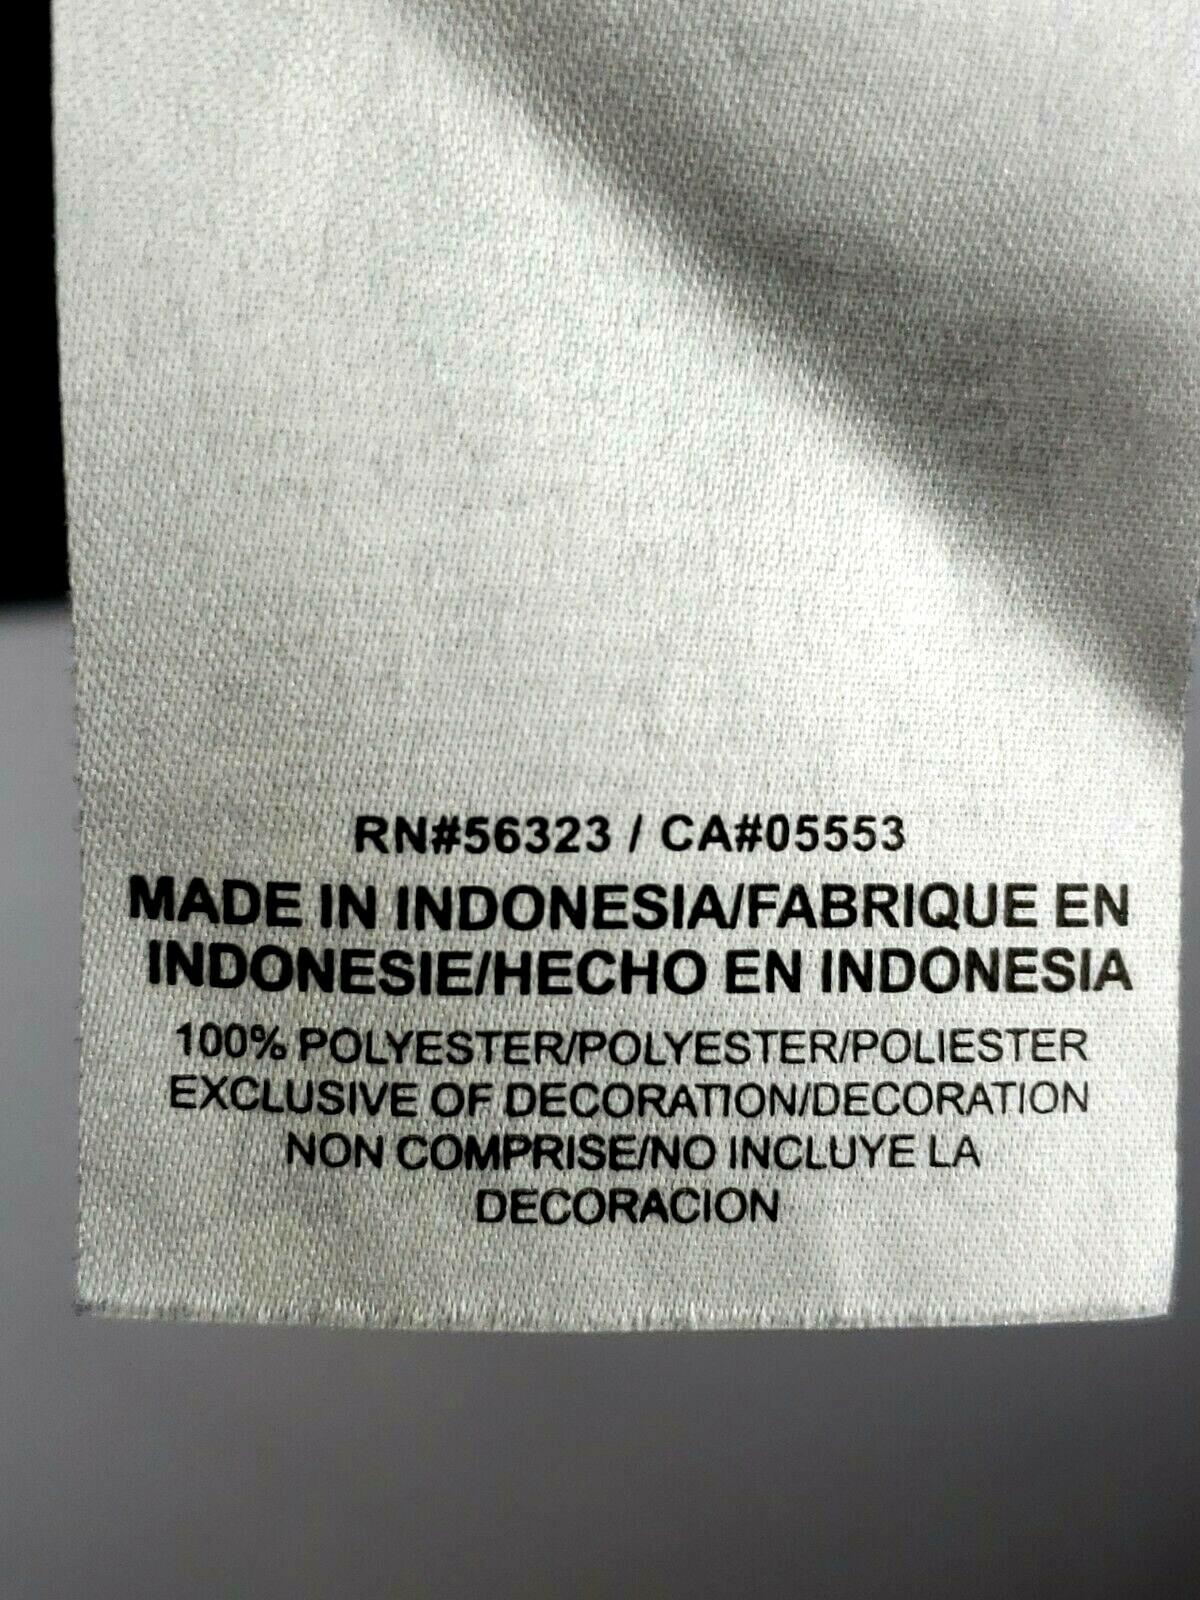 RN#56323 / CA#05553
MADE IN INDONESIA/FABRIQUE EN
INDONESIE/HECHO EN INDONESIA
100% POLYESTER/POLYESTER/POLIESTER
EXCLUSIVE OF DECORATION/DECORATION
NON COMPRISE/NO INCLUYE LA
DECORACION